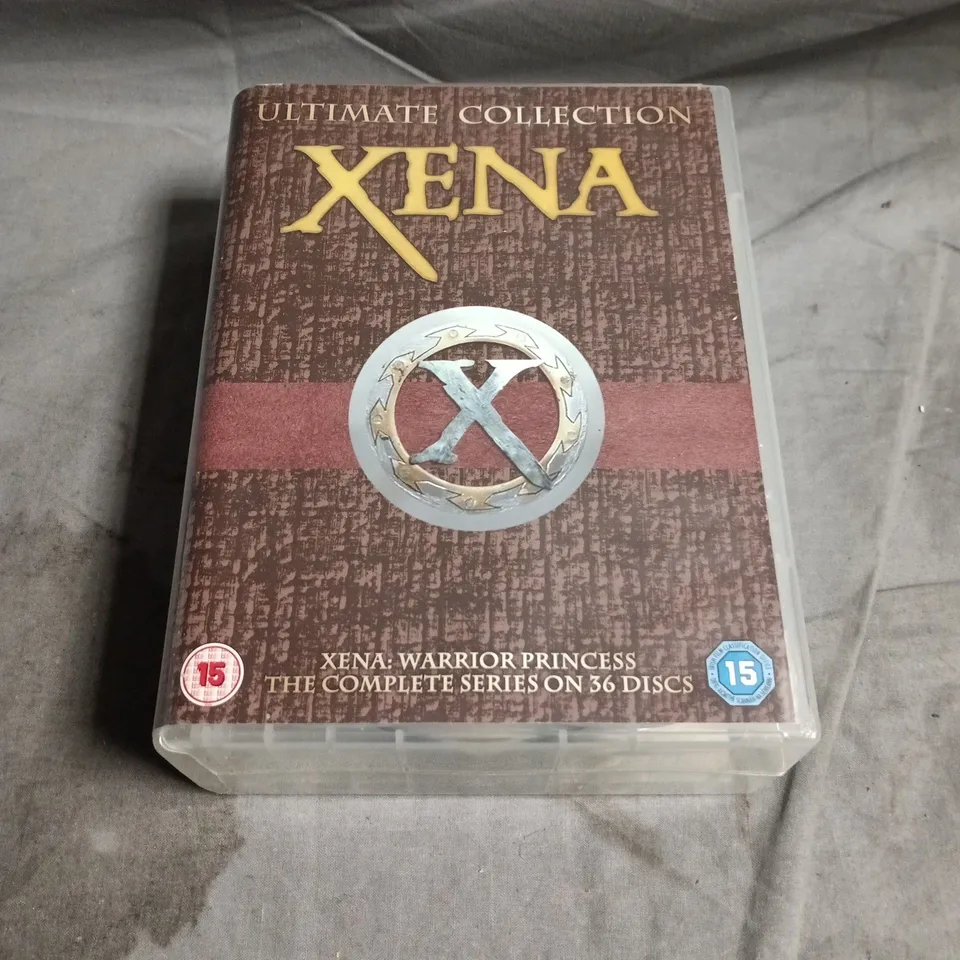 ULTIMATE COLLECTION
XENA
X
XENA: WARRIOR PRINCESS
THE COMPLETE SERIES ON 36 DISCS
15
15